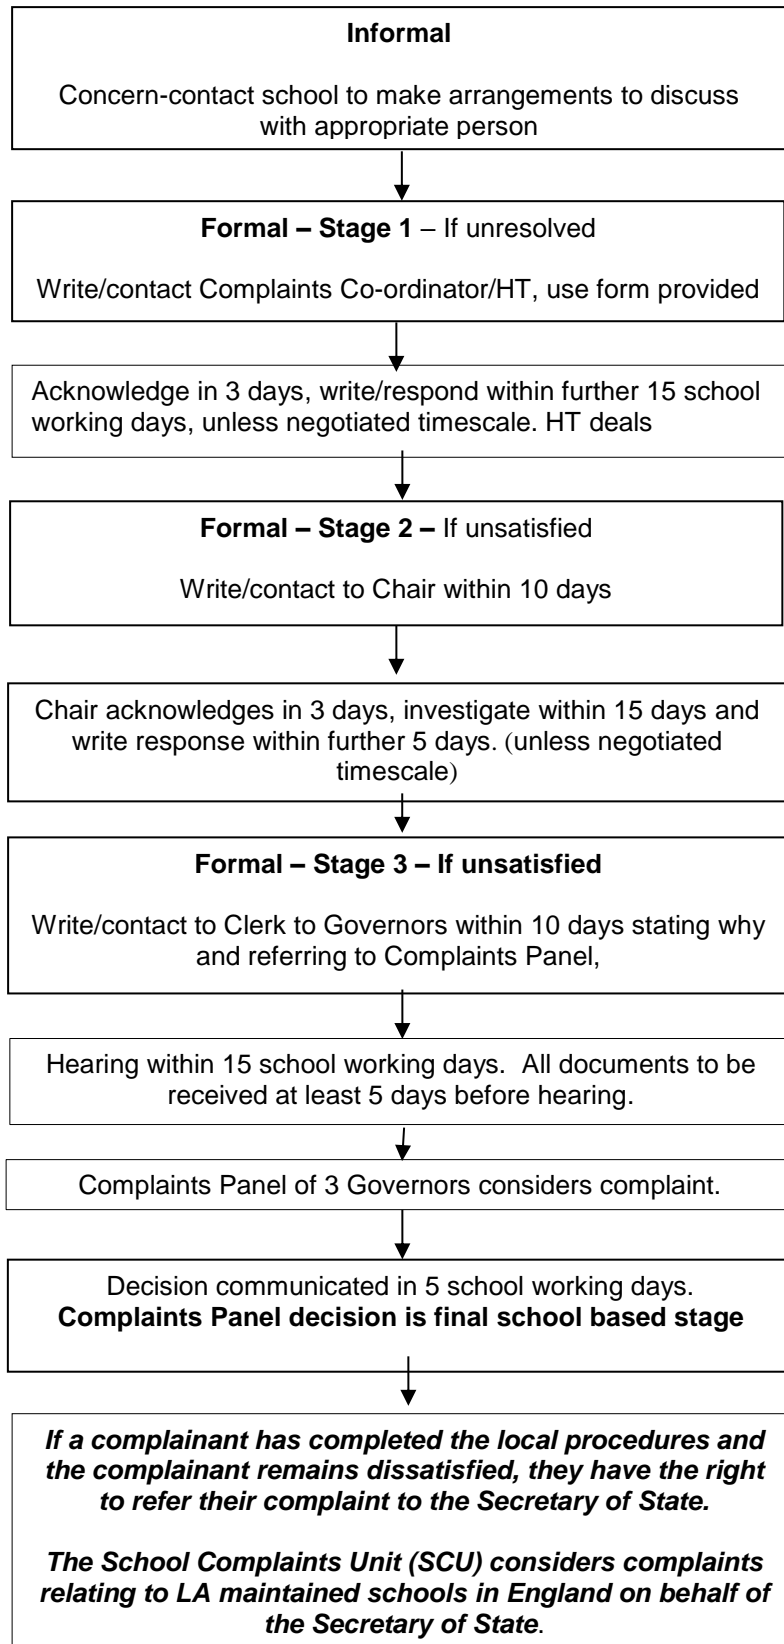 Informal
Concern-contact school to make arrangements to discuss
with appropriate person
Formal – Stage 1 – If unresolved
Write/contact Complaints Co-ordinator/HT, use form provided
Acknowledge in 3 days, write/respond within further 15 school
working days, unless negotiated timescale. HT deals
Formal – Stage 2 – If unsatisfied
Write/contact to Chair within 10 days
Chair acknowledges in 3 days, investigate within 15 days and
write response within further 5 days. (unless negotiated
timescale)
Formal – Stage 3 – If unsatisfied
Write/contact to Clerk to Governors within 10 days stating why
and referring to Complaints Panel,
Hearing within 15 school working days.  All documents to be
received at least 5 days before hearing.
Complaints Panel of 3 Governors considers complaint.
Decision communicated in 5 school working days.
Complaints Panel decision is final school based stage
If a complainant has completed the local procedures and
the complainant remains dissatisfied, they have the right
to refer their complaint to the Secretary of State.
The School Complaints Unit (SCU) considers complaints
relating to LA maintained schools in England on behalf of
the Secretary of State.